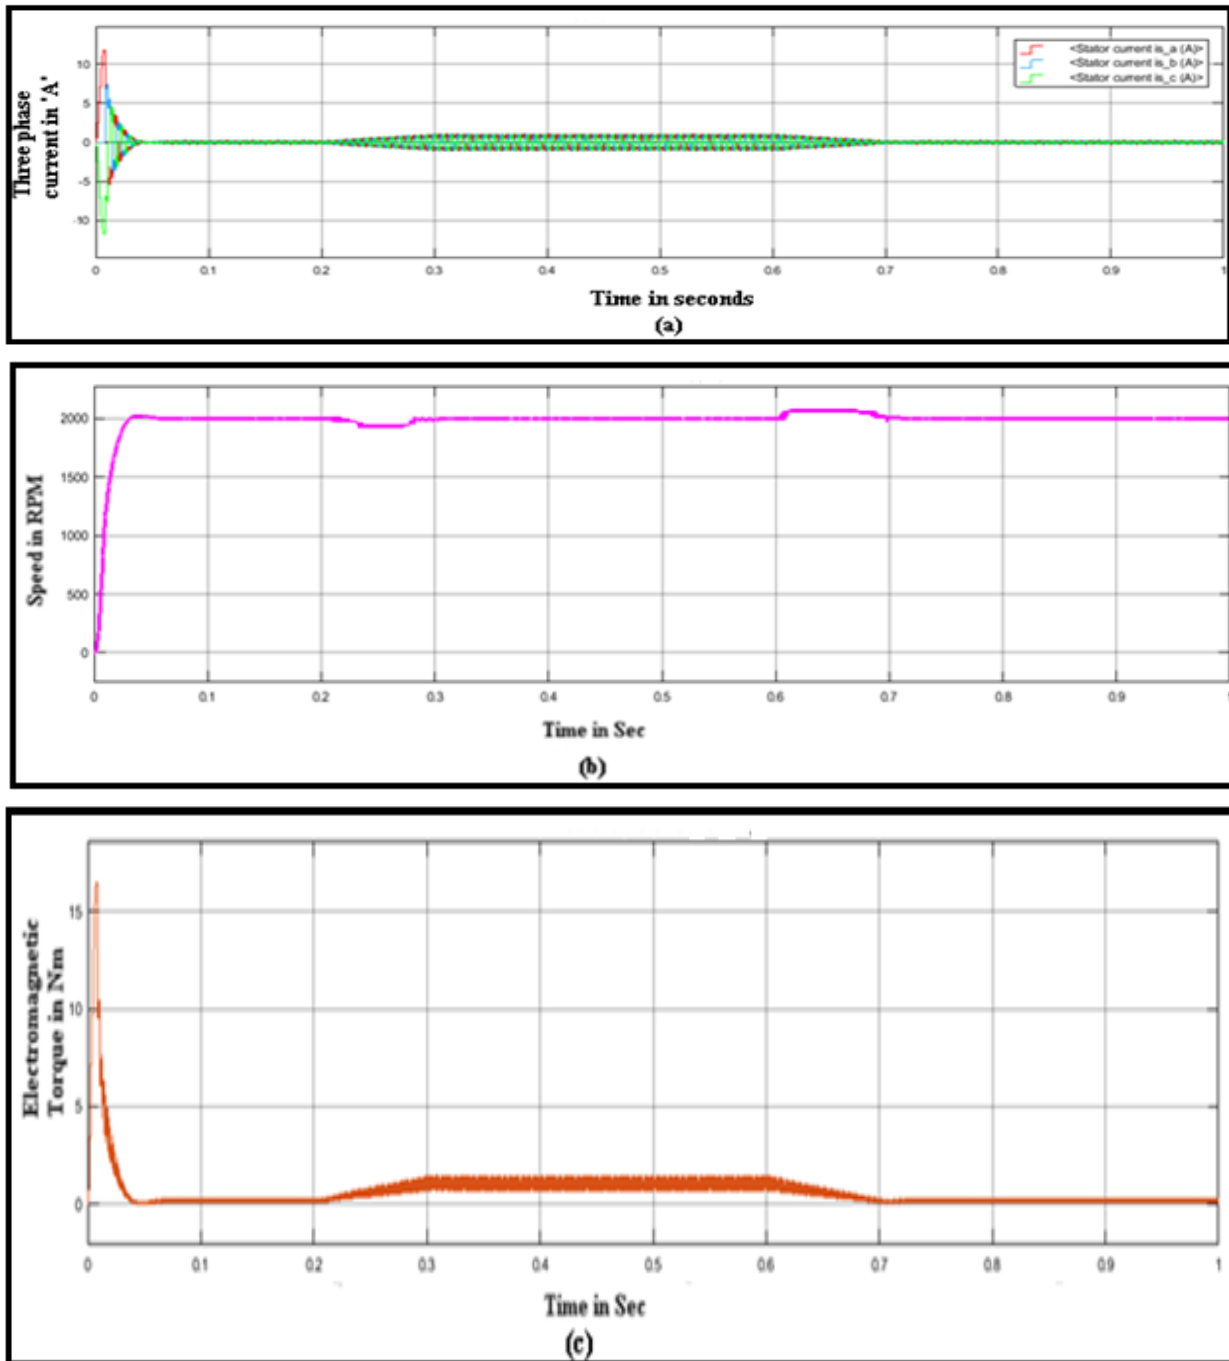 <Stator current is_a (A)>
<Stator current is_b (A)>
<Stator current is_c (A)>
Three phase
current in 'A'
10
5
0
-5
-10
0 0.1 0.2 0.3 0.4 0.5 0.6 0.7 0.8 0.9 1
Time in seconds
(a)
Speed in RPM
2000
1500
1000
500
0
0 0.1 0.2 0.3 0.4 0.5 0.6 0.7 0.8 0.9
Time in Sec
(b)
Electromagnetic
Torque in Nm
15
10
5
0
0 0.1 0.2 0.3 0.4 0.5 0.6 0.7 0.8 0.9 1
Time in Sec
(c)